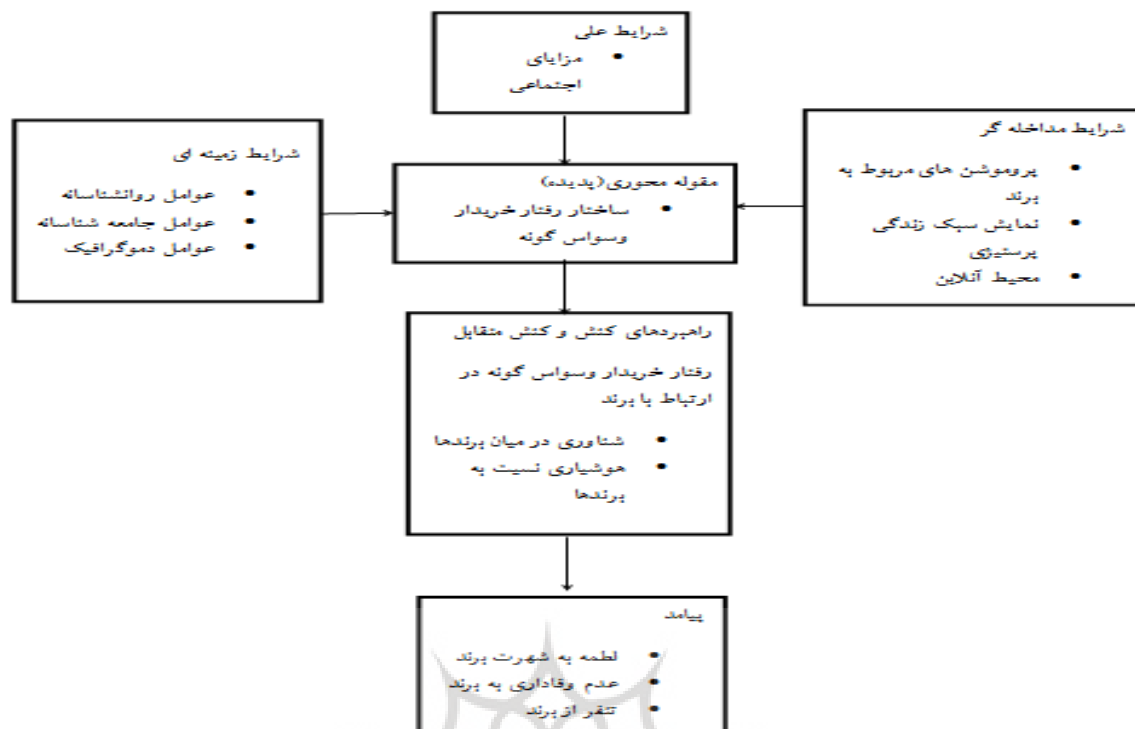 شرایط علی
• مزایای
اجتماعی
شرایط زمینه ای
• عوامل روانشناسانه
• عوامل جامعه شناسانه
• عوامل دموگرافیک
مقوله محوری(پدیده)
• ساختار رفتار خریدار
وسواس گونه
شرایط مداخله گر
• پروموشن های مربوط به
برند
• نمایش سبک زندگی
پرستیژی
• محیط آنلاین
راهبردهای کنش و کنش متقابل
رفتار خریدار وسواس گونه در
ارتباط با برند
• شناوری در میان برندها
• هوشیاری نسبت به
برندها
پیامد
• لطمه به شهرت برند
• عدم وفاداری به برند
• تنفر از برند